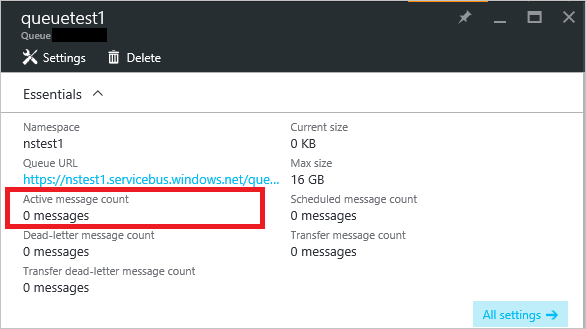 queuetest1
Queue
Settings Delete
Essentials
Namespace Current size
nstest1 0 KB
Queue URL Max size
https://nstest1.servicebus.windows.net/que... 16 GB
Active message count Scheduled message count
0 messages 0 messages
Dead-letter message count Transfer message count
0 messages 0 messages
Transfer dead-letter message count
0 messages
All settings →